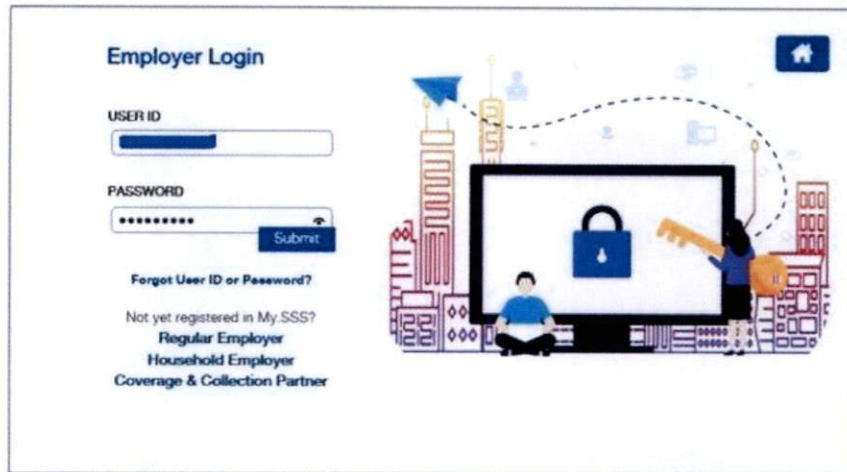 Employer Login
USER ID
PASSWORD
Submit
Forgot User ID or Password?
Not yet registered in My.SSS?
Regular Employer
Household Employer
Coverage & Collection Partner